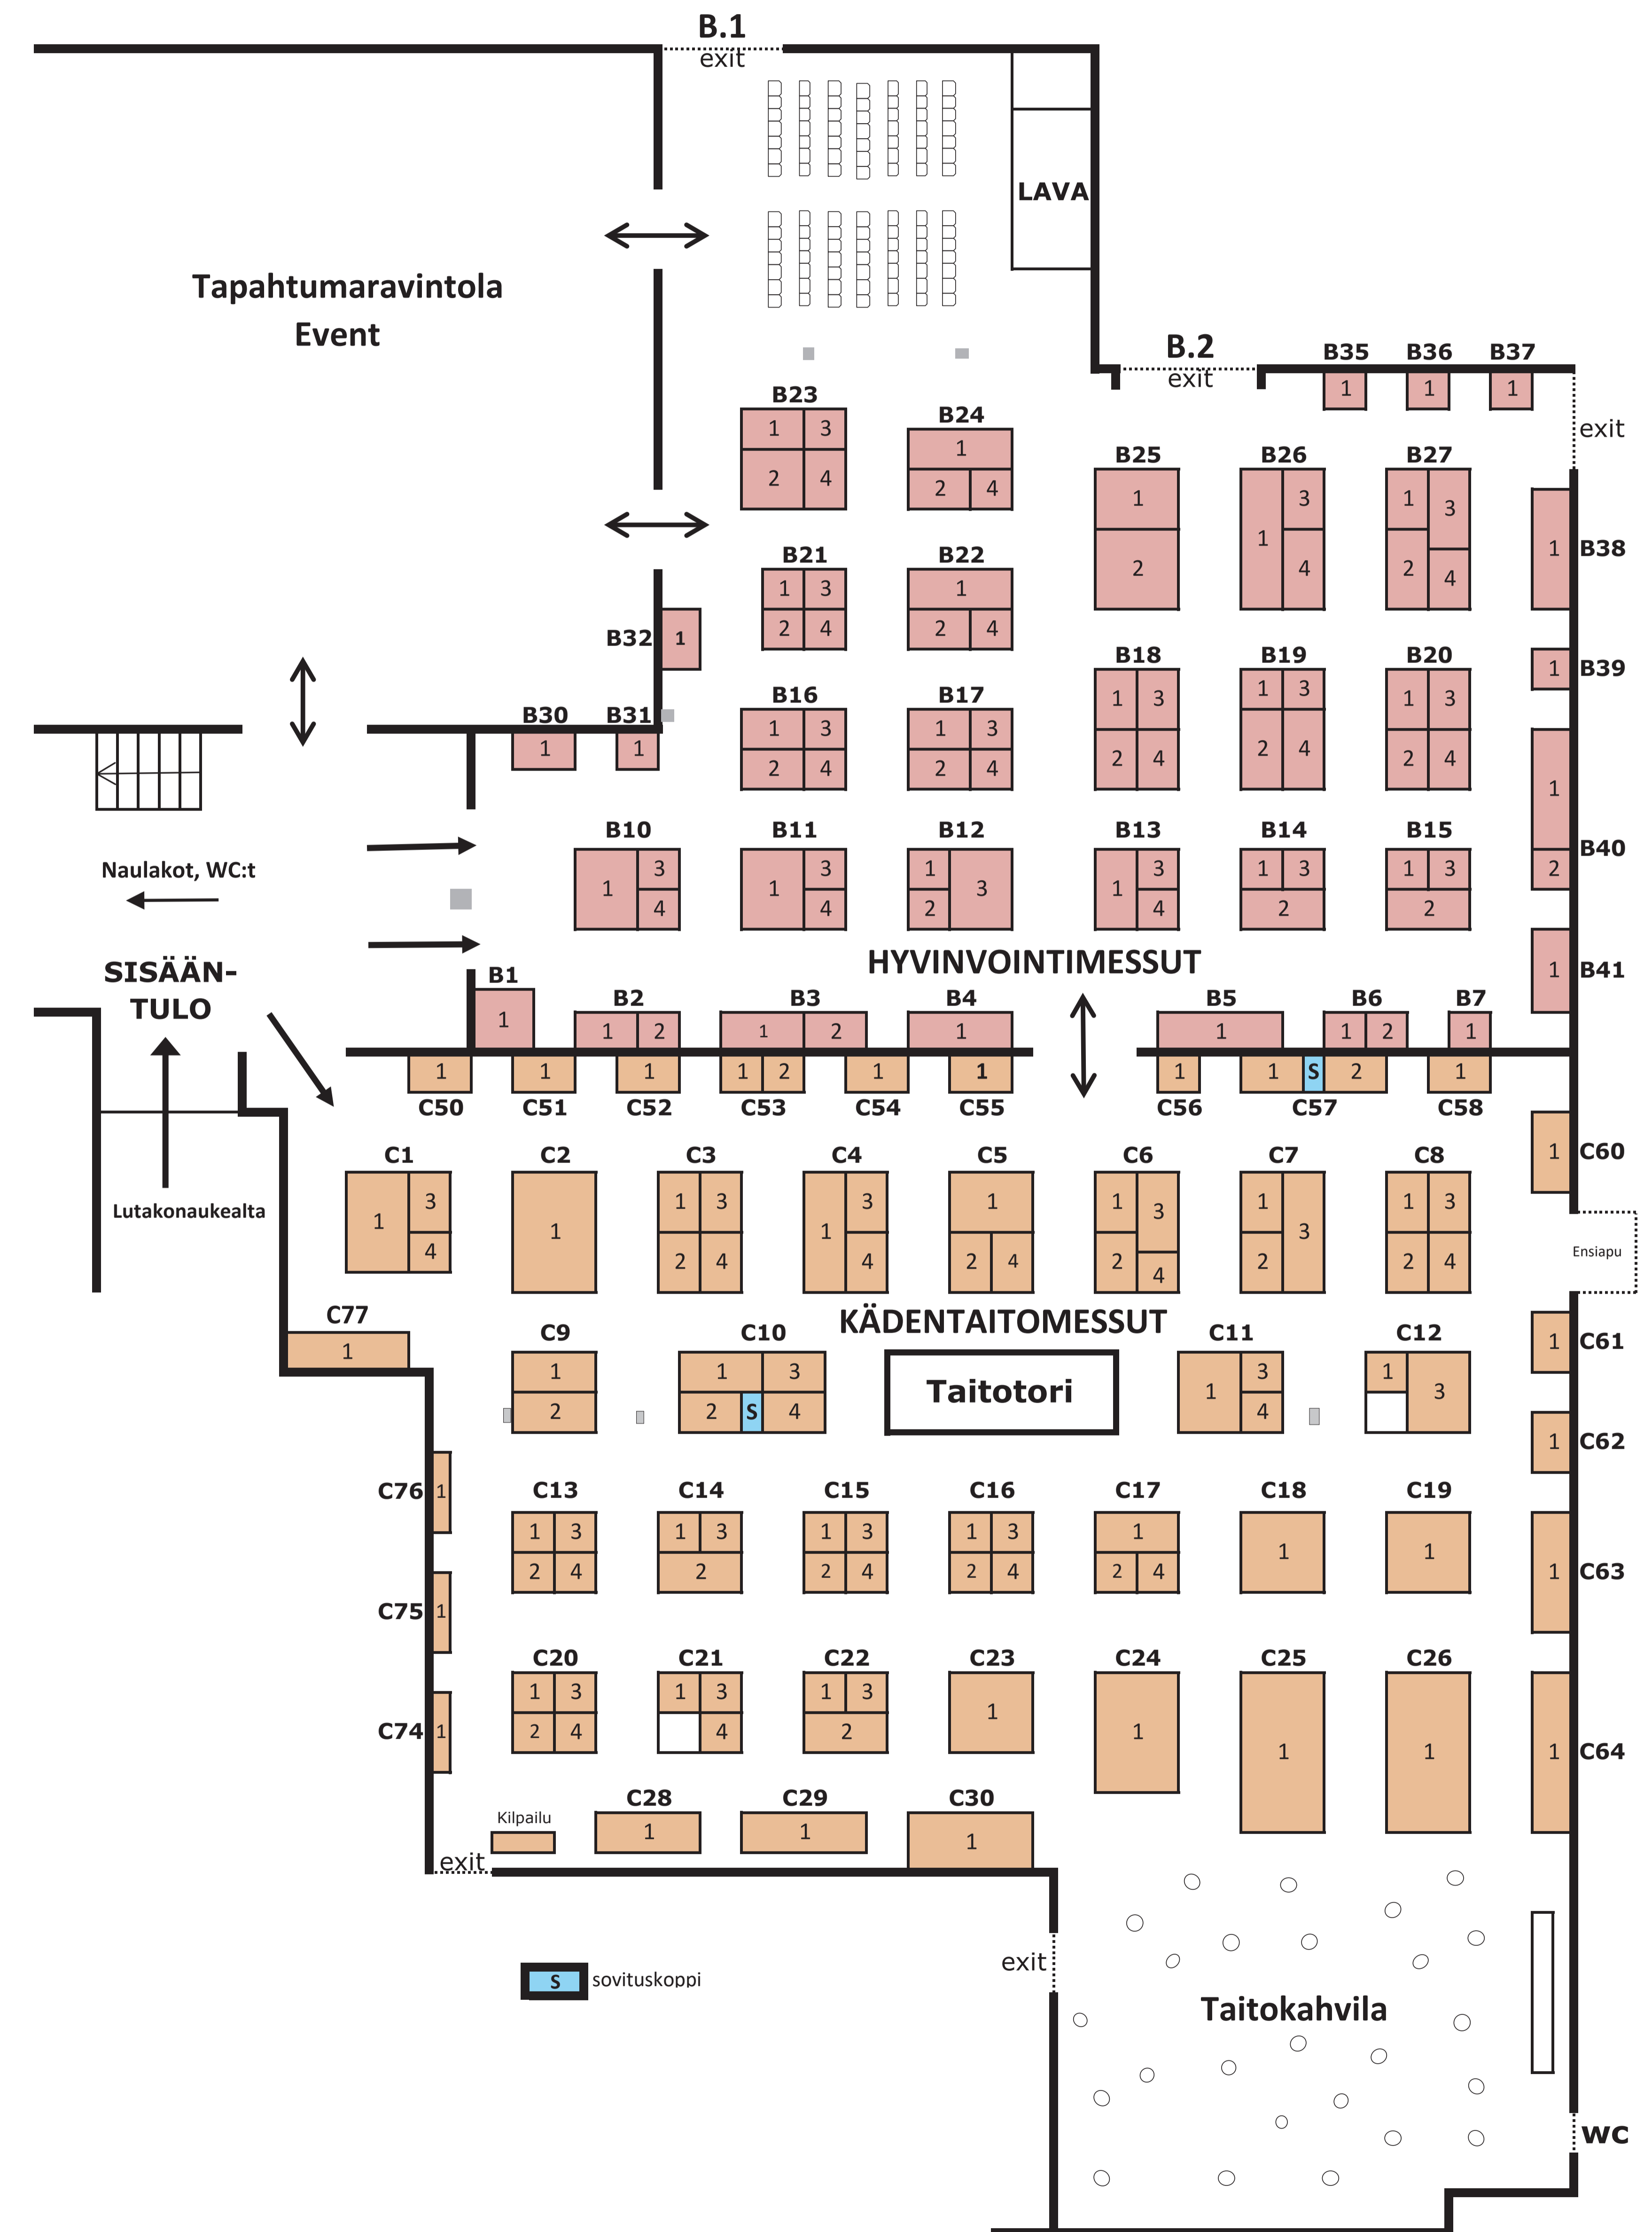 B.1
exit
LAVA
Tapahtumaravintola
Event
B.2
exit
B35 B36 B37
1 1 1
exit
B23
1 3
2 4
B24
1
2 4
B25
1
2
B26
1 3
4
B27
1 3
2 4
1 B38
B21
1 3
2 4
B22
1
2 4
B32 1
B18
1 3
2 4
B19
1 3
2 4
B20
1 3
2 4
1 B39
B30 B31
1 1
B16
1 3
2 4
B17
1 3
2 4
1
B40
2
Naulakot, WC:t
B10
1 3
4
B11
1 3
4
B12
1 3
2
B13
1 3
4
B14
1 3
2
B15
1 3
2
SISÄÄN-
TULO
HYVINVOINTIMESSUT
1 B41
B1
1
B2
1 2
B3
1 2
B4
1
B5
1
B6
1 2
B7
1
1 1 1 1 2 1 1 1 1 S 2 1
C50 C51 C52 C53 C54 C55 C56 C57 C58
1 C60
Lutakonaukealta
C1
1 3
4
C2
1
C3
1 3
2 4
C4
1 3
4
C5
1
2 4
C6
1 3
2 4
C7
1 3
2
C8
1 3
2 4
Ensiapu
C77
1
KÄDENTAITOMESSUT
C9
1
2
C10
1 3
2 S 4
Taitotori
C11
1 3
4
C12
1 3
1 C61
1 C62
C76 1
C13
1 3
2 4
C14
1 3
2
C15
1 3
2 4
C16
1 3
2 4
C17
1
2 4
C18
1
C19
1
1 C63
C75 1
C74 1
C20
1 3
2 4
C21
1 3
4
C22
1 3
2
C23
1
C24
1
C25
1
C26
1
1 C64
Kilpailu
C28
1
C29
1
C30
1
exit
S sovituskoppi
exit
Taitokahvila
WC